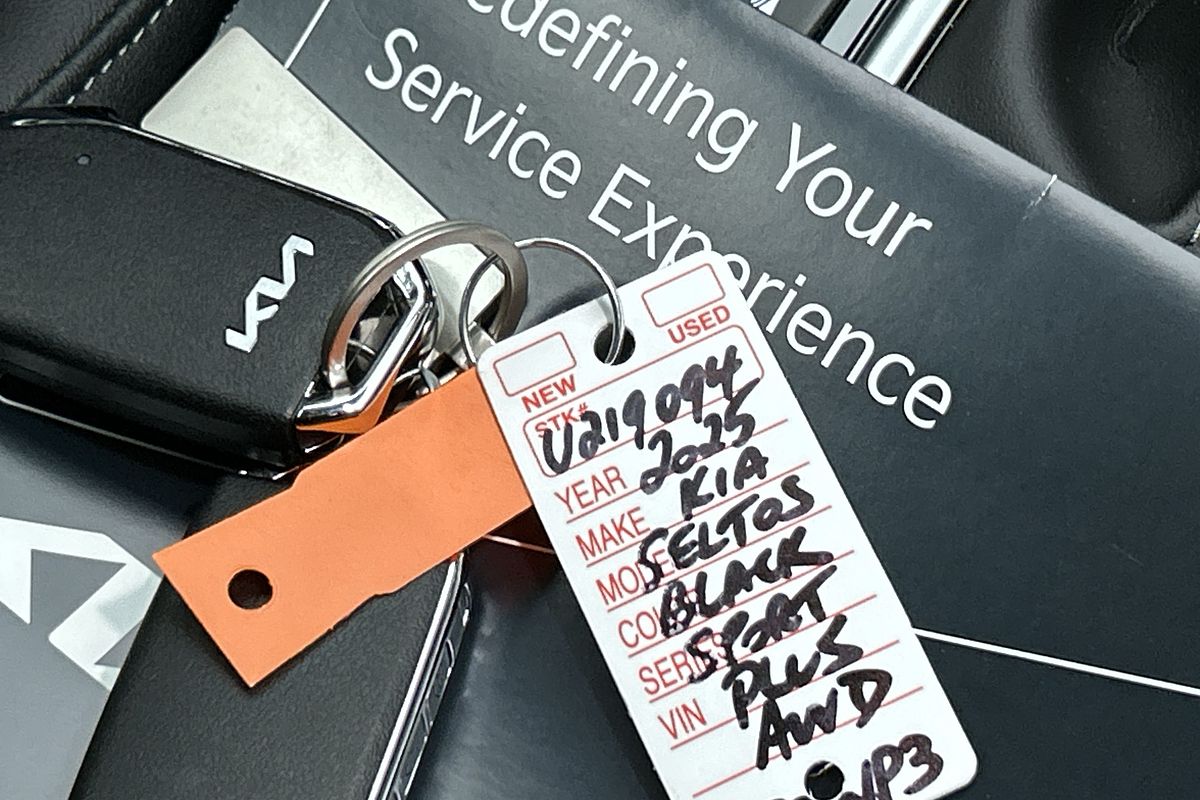 Redefining Your
Service Experience
KIA
NEW
USED
STK# U219094
YEAR 2025
MAKE KIA
MODEL SELTOS
COLOR BLACK
SERIES SPORT
VIN PLUS
AWD